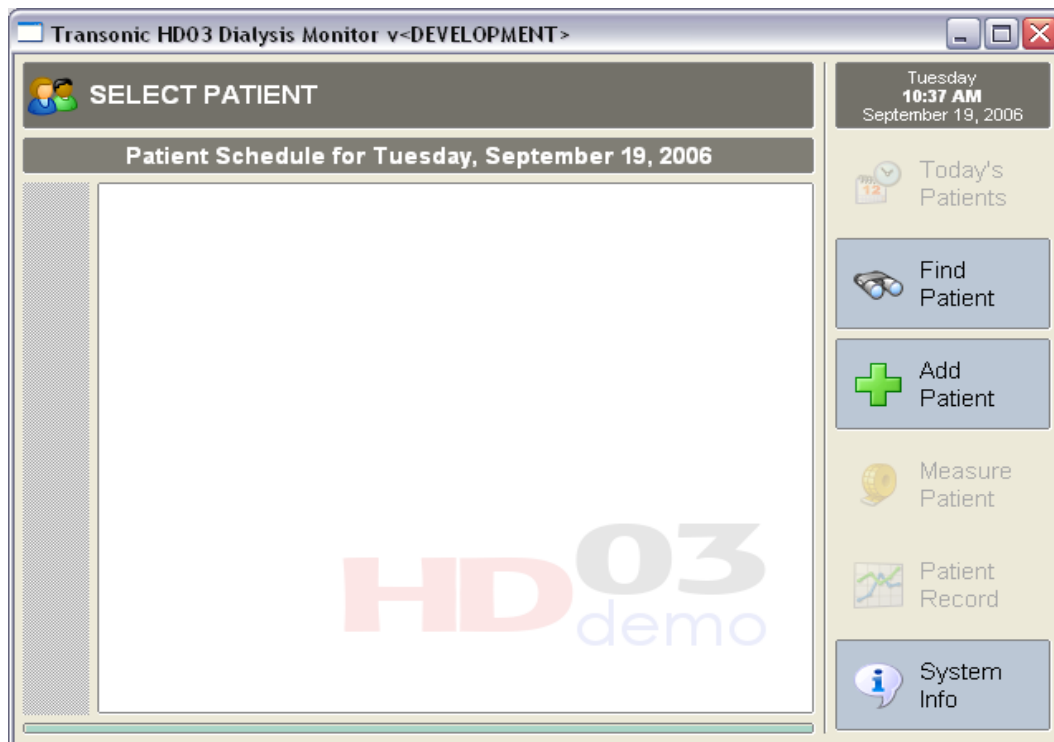 Transonic HD03 Dialysis Monitor v<DEVELOPMENT>
SELECT PATIENT
Patient Schedule for Tuesday, September 19, 2006
HD03
demo
Tuesday
10:37 AM
September 19, 2006
12
Today's
Patients
Find
Patient
Add
Patient
Measure
Patient
Patient
Record
System
Info